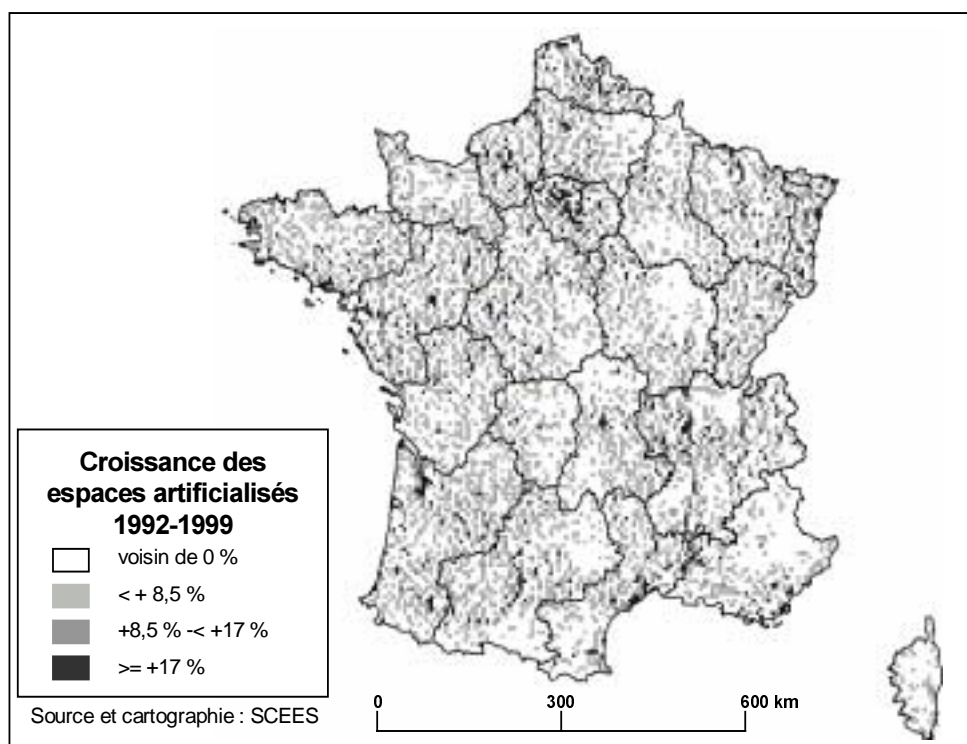 Croissance des
espaces artificialisés
1992-1999
voisin de 0 %
< + 8,5 %
+8,5 % -< +17 %
>= +17 %
Source et cartographie : SCEES
0 300 600 km